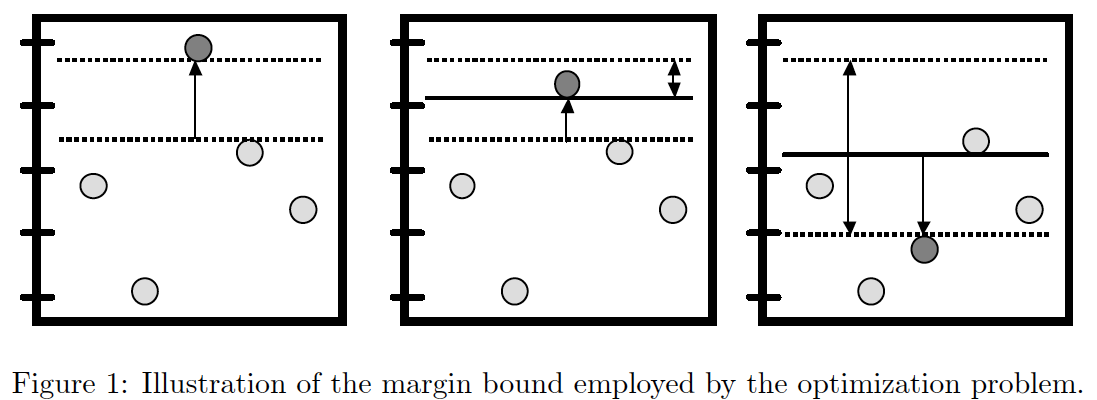 Figure 1: Illustration of the margin bound employed by the optimization problem.